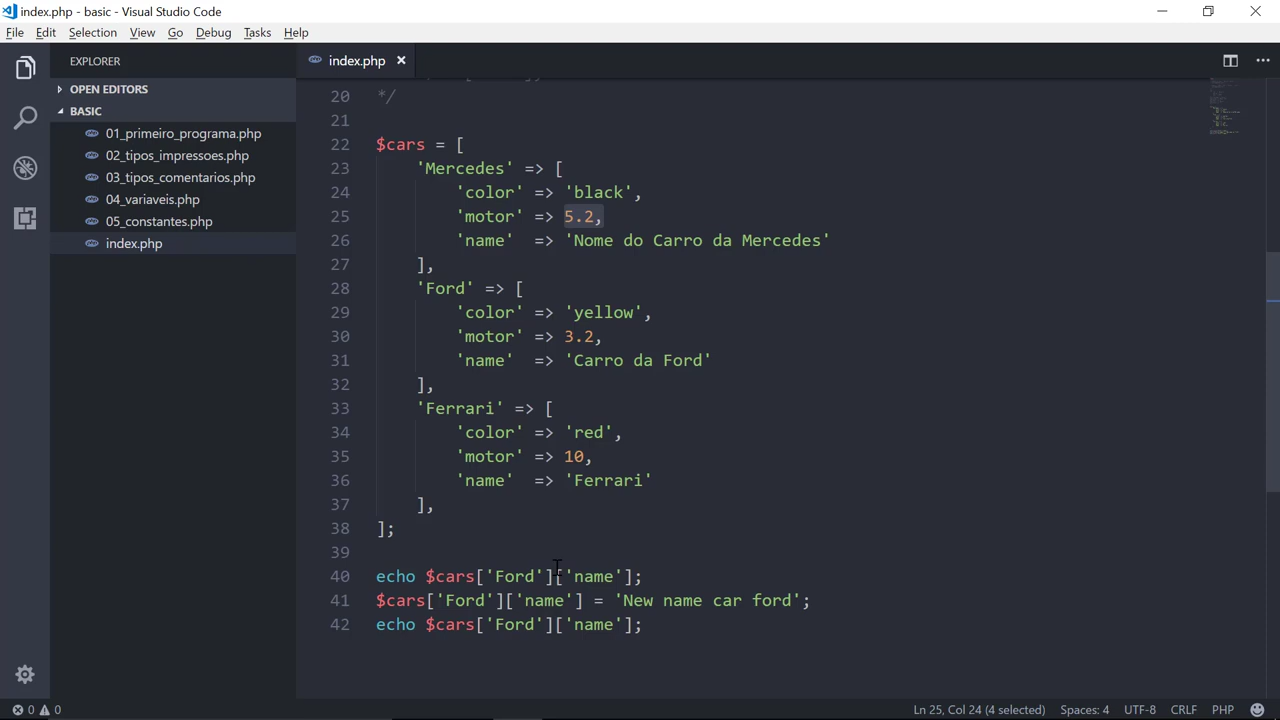 index.php - basic - Visual Studio Code
File Edit Selection View Go Debug Tasks Help
EXPLORER
index.php
OPEN EDITORS
BASIC
01_primeiro_programa.php
02_tipos_impressoes.php
03_tipos_comentarios.php
04_variaveis.php
05_constantes.php
index.php
20 */
21
22 $cars = [
23 'Mercedes' => [
24 'color' => 'black',
25 'motor' => 5.2,
26 'name' => 'Nome do Carro da Mercedes'
27 ],
28 'Ford' => [
29 'color' => 'yellow',
30 'motor' => 3.2,
31 'name' => 'Carro da Ford'
32 ],
33 'Ferrari' => [
34 'color' => 'red',
35 'motor' => 10,
36 'name' => 'Ferrari'
37 ],
38 ];
39
40 echo $cars['Ford']['name'];
41 $cars['Ford']['name'] = 'New name car ford';
42 echo $cars['Ford']['name'];
0 0 Ln 25, Col 24 (4 selected) Spaces: 4 UTF-8 CRLF PHP